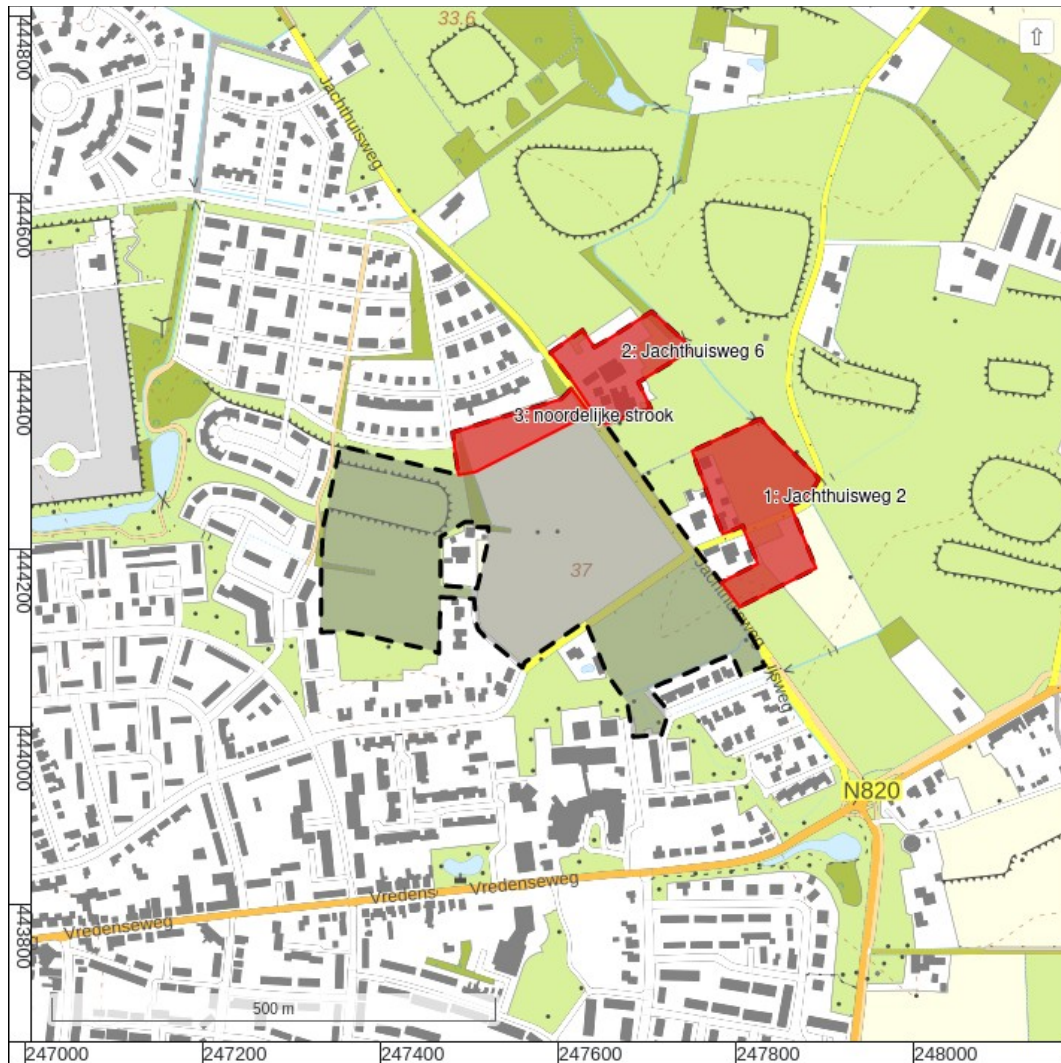 33.6
⇧
Jachthuisweg
2: Jachthuisweg 6
3: noordelijke strook
1: Jachthuisweg 2
37
Jachthuisweg
ijsweg
N820
Vredens
Vredenseweg
Vredenseweg
500 m
444800
444600
444400
444200
444000
443800
247000
247200
247400
247600
247800
248000